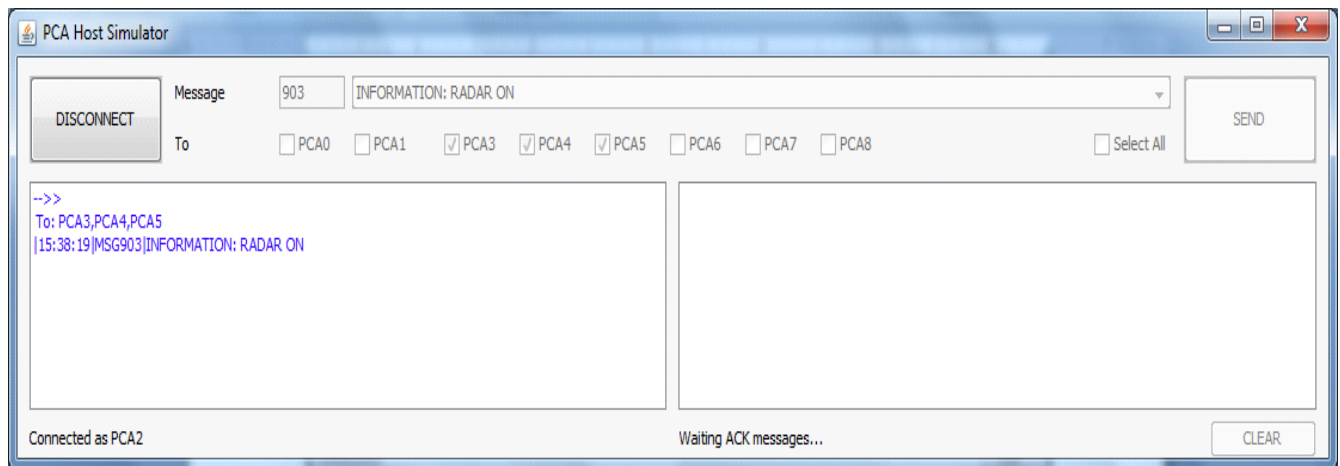 PCA Host Simulator
DISCONNECT
Message 903 INFORMATION: RADAR ON
SEND
To PCA0 PCA1 PCA3 PCA4 PCA5 PCA6 PCA7 PCA8 Select All
-->>
To: PCA3,PCA4,PCA5
|15:38:19|MSG903|INFORMATION: RADAR ON
Connected as PCA2
Waiting ACK messages...
CLEAR